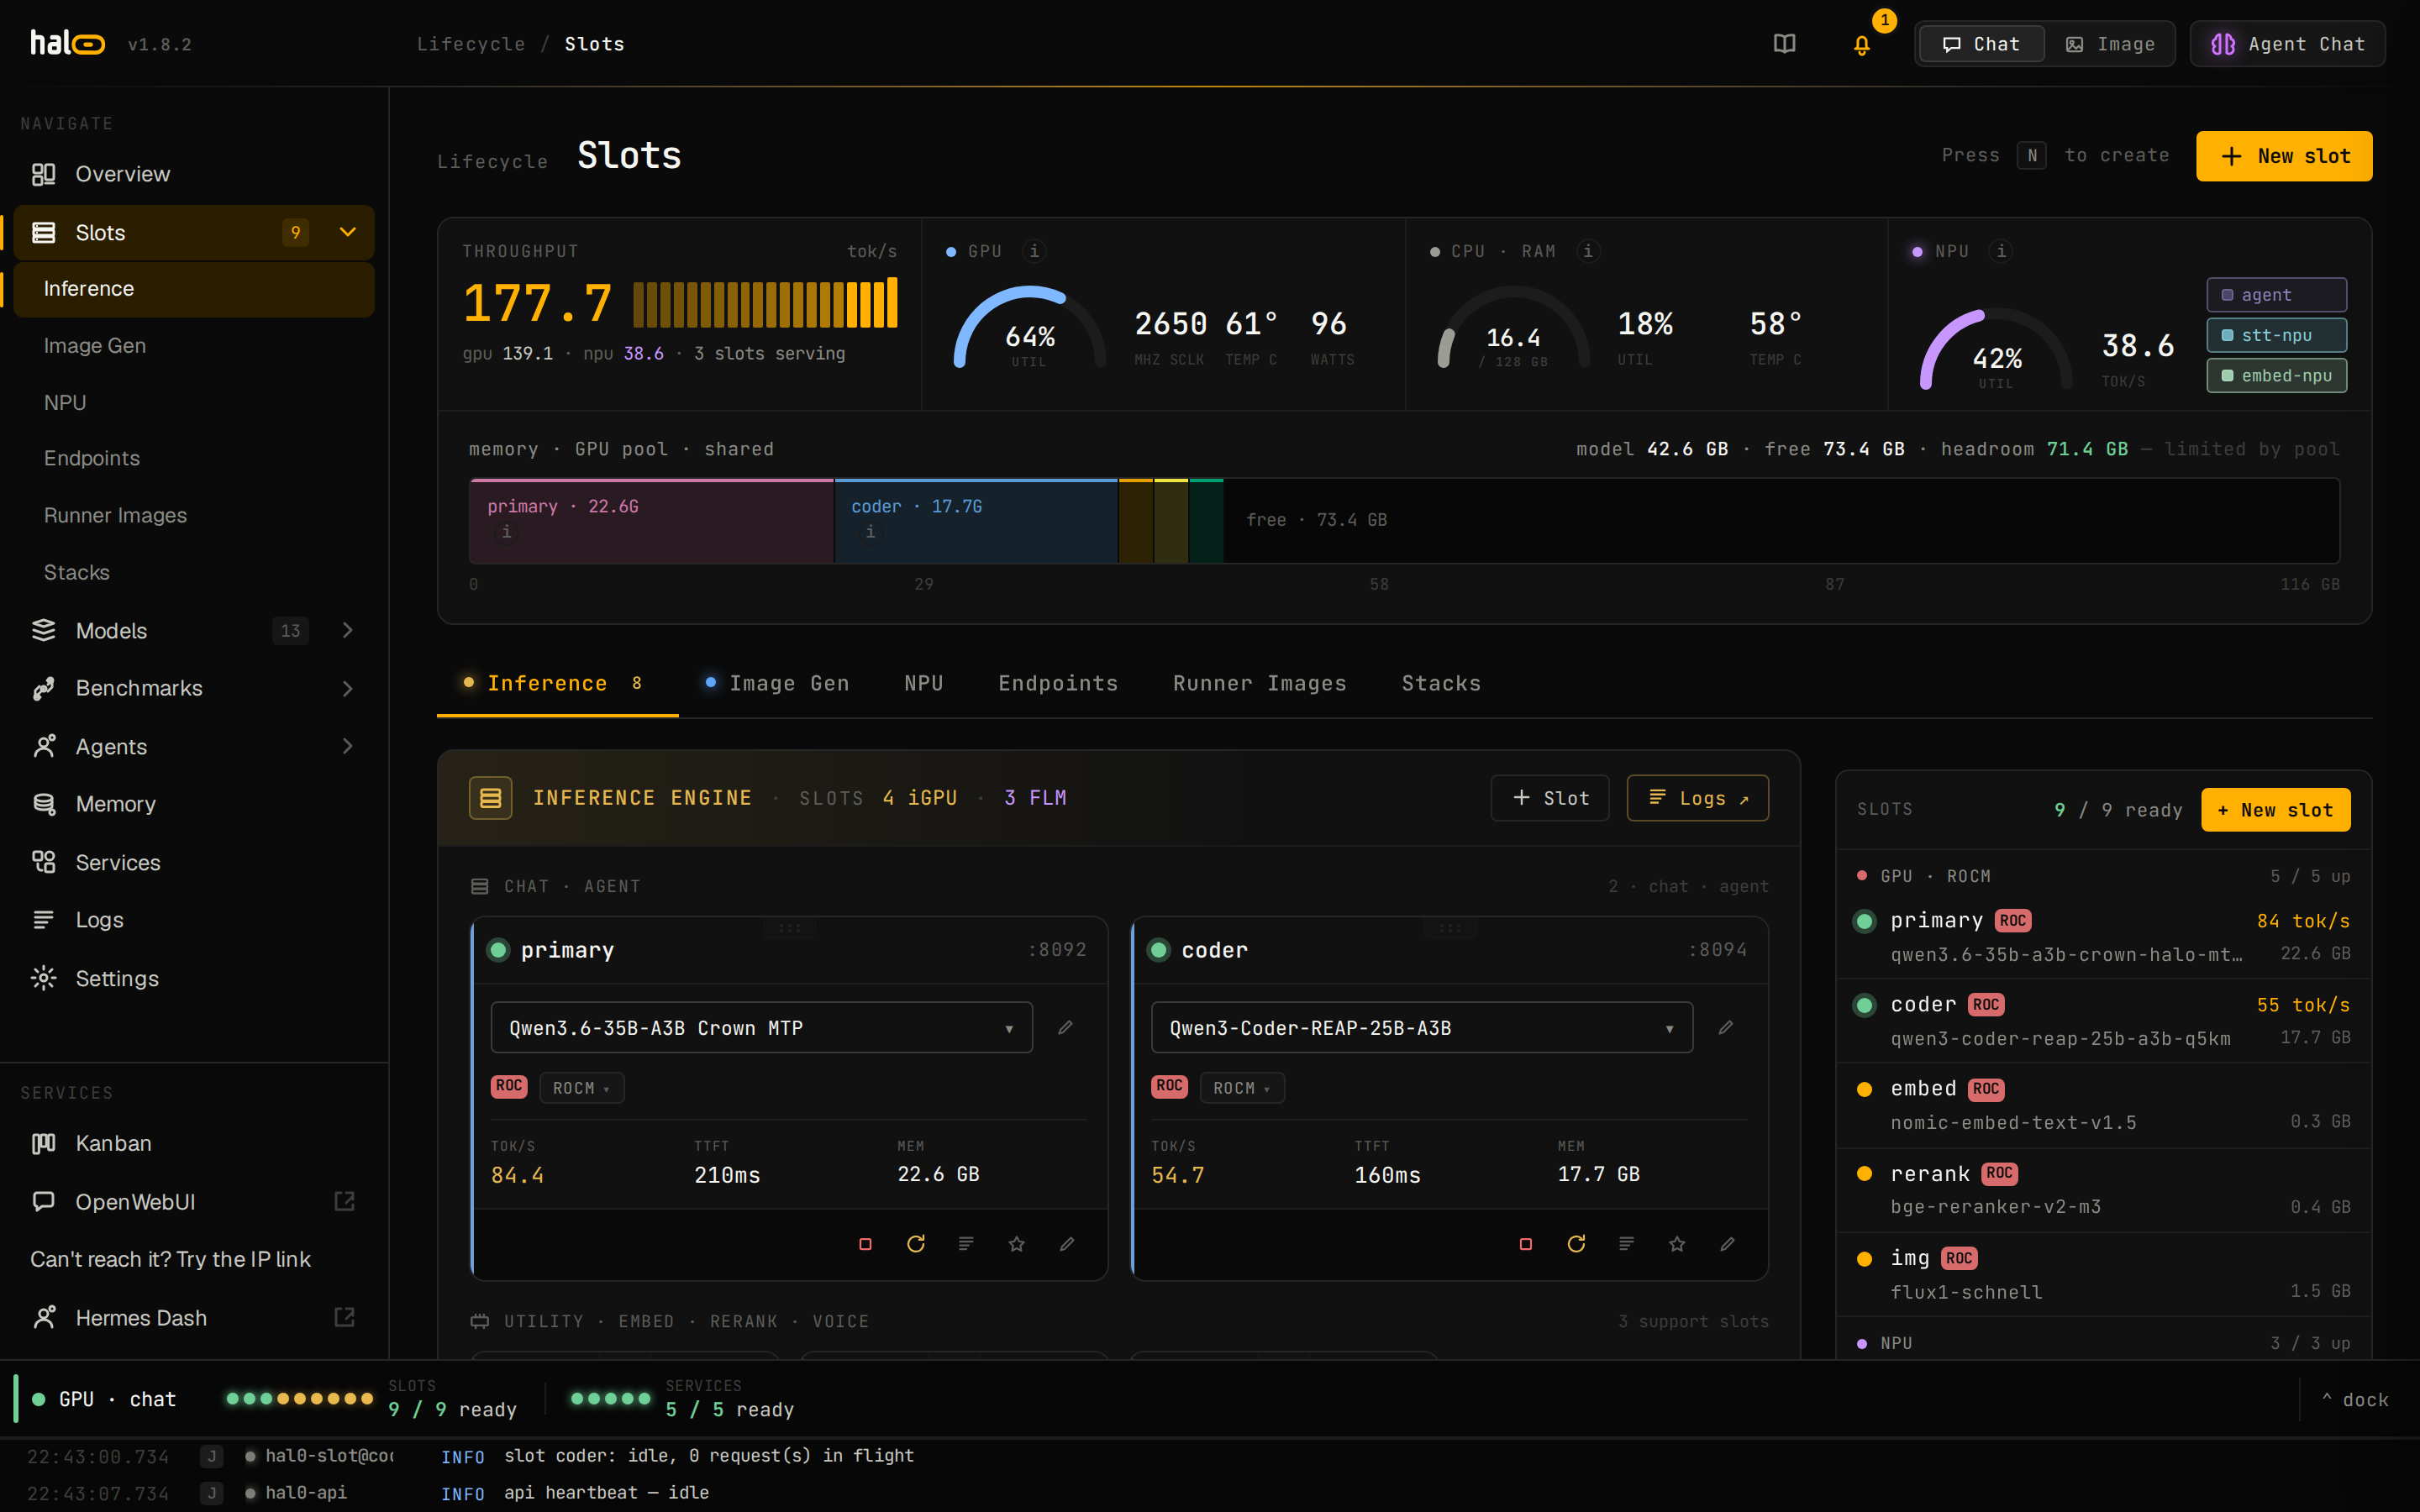 halo v1.8.2
Lifecycle / Slots
1
Chat
Image
Agent Chat
NAVIGATE
Overview
Slots 9
Inference
Image Gen
NPU
Endpoints
Runner Images
Stacks
Models 13
Benchmarks
Agents
Memory
Services
Logs
Settings
SERVICES
Kanban
OpenWebUI
Can't reach it? Try the IP link
Hermes Dash
Lifecycle Slots
Press N to create
+ New slot
THROUGHPUT tok/s
177.7
gpu 139.1 · npu 38.6 · 3 slots serving
GPU i
64%
UTIL
2650
MHZ SCLK
61°
TEMP C
96
WATTS
CPU · RAM i
16.4
/ 128 GB
18%
UTIL
58°
TEMP C
NPU i
42%
UTIL
38.6
TOK/S
agent
stt-npu
embed-npu
memory · GPU pool · shared
model 42.6 GB · free 73.4 GB · headroom 71.4 GB — limited by pool
primary · 22.6G
i
coder · 17.7G
i
free · 73.4 GB
0 29 58 87 116 GB
Inference 8
Image Gen
NPU
Endpoints
Runner Images
Stacks
INFERENCE ENGINE · SLOTS 4 iGPU · 3 FLM
+ Slot
Logs ↗
CHAT · AGENT
2 · chat · agent
primary :8092
Qwen3.6-35B-A3B Crown MTP ▾
ROC ROCM ▾
TOK/S TTFT MEM
84.4 210ms 22.6 GB
coder :8094
Qwen3-Coder-REAP-25B-A3B ▾
ROC ROCM ▾
TOK/S TTFT MEM
54.7 160ms 17.7 GB
UTILITY · EMBED · RERANK · VOICE
3 support slots
SLOTS 9 / 9 ready + New slot
GPU · ROCM 5 / 5 up
primary ROC 84 tok/s
qwen3.6-35b-a3b-crown-halo-mt… 22.6 GB
coder ROC 55 tok/s
qwen3-coder-reap-25b-a3b-q5km 17.7 GB
embed ROC
nomic-embed-text-v1.5 0.3 GB
rerank ROC
bge-reranker-v2-m3 0.4 GB
img ROC
flux1-schnell 1.5 GB
NPU 3 / 3 up
GPU · chat
SLOTS
9 / 9 ready
SERVICES
5 / 5 ready
^ dock
22:43:00.734 J hal0-slot@coc INFO slot coder: idle, 0 request(s) in flight
22:43:07.734 J hal0-api INFO api heartbeat — idle